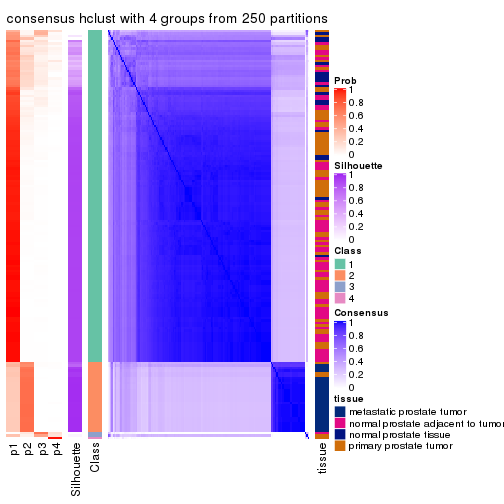 consensus hclust with 4 groups from 250 partitions
Prob
1
0.8
0.6
0.4
0.2
0
Silhouette
1
0.8
0.6
0.4
0.2
0
Class
1
2
3
4
Consensus
1
0.8
0.6
0.4
0.2
0
tissue
metastatic prostate tumor
normal prostate adjacent to tumor
normal prostate tissue
primary prostate tumor
p1
p2
p3
p4
Silhouette
Class
tissue